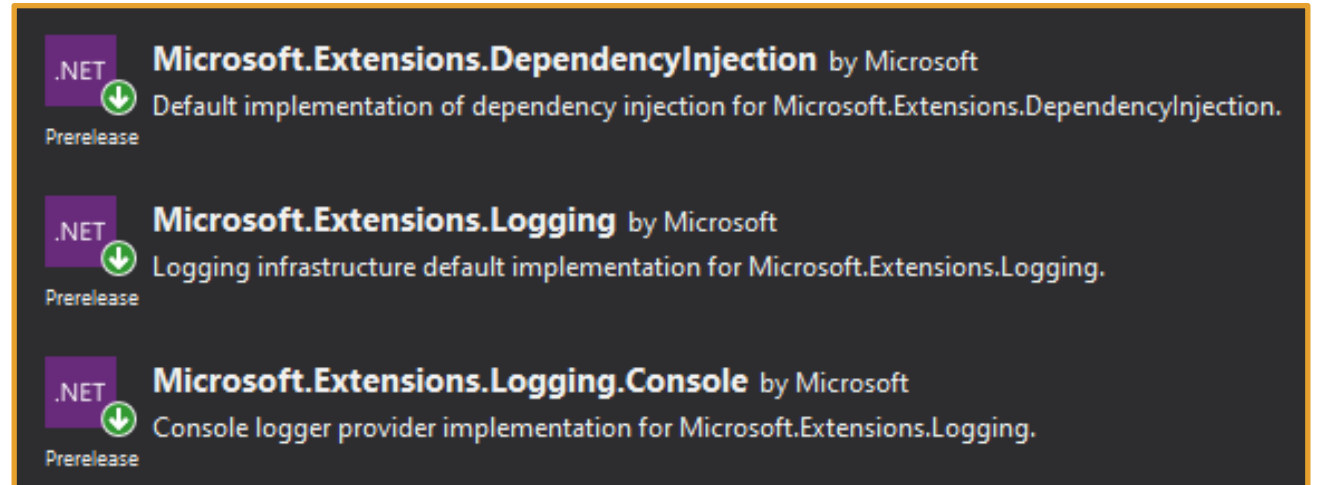 .NET
Microsoft.Extensions.DependencyInjection by Microsoft
Default implementation of dependency injection for Microsoft.Extensions.DependencyInjection.
Prerelease
.NET
Microsoft.Extensions.Logging by Microsoft
Logging infrastructure default implementation for Microsoft.Extensions.Logging.
Prerelease
.NET
Microsoft.Extensions.Logging.Console by Microsoft
Console logger provider implementation for Microsoft.Extensions.Logging.
Prerelease